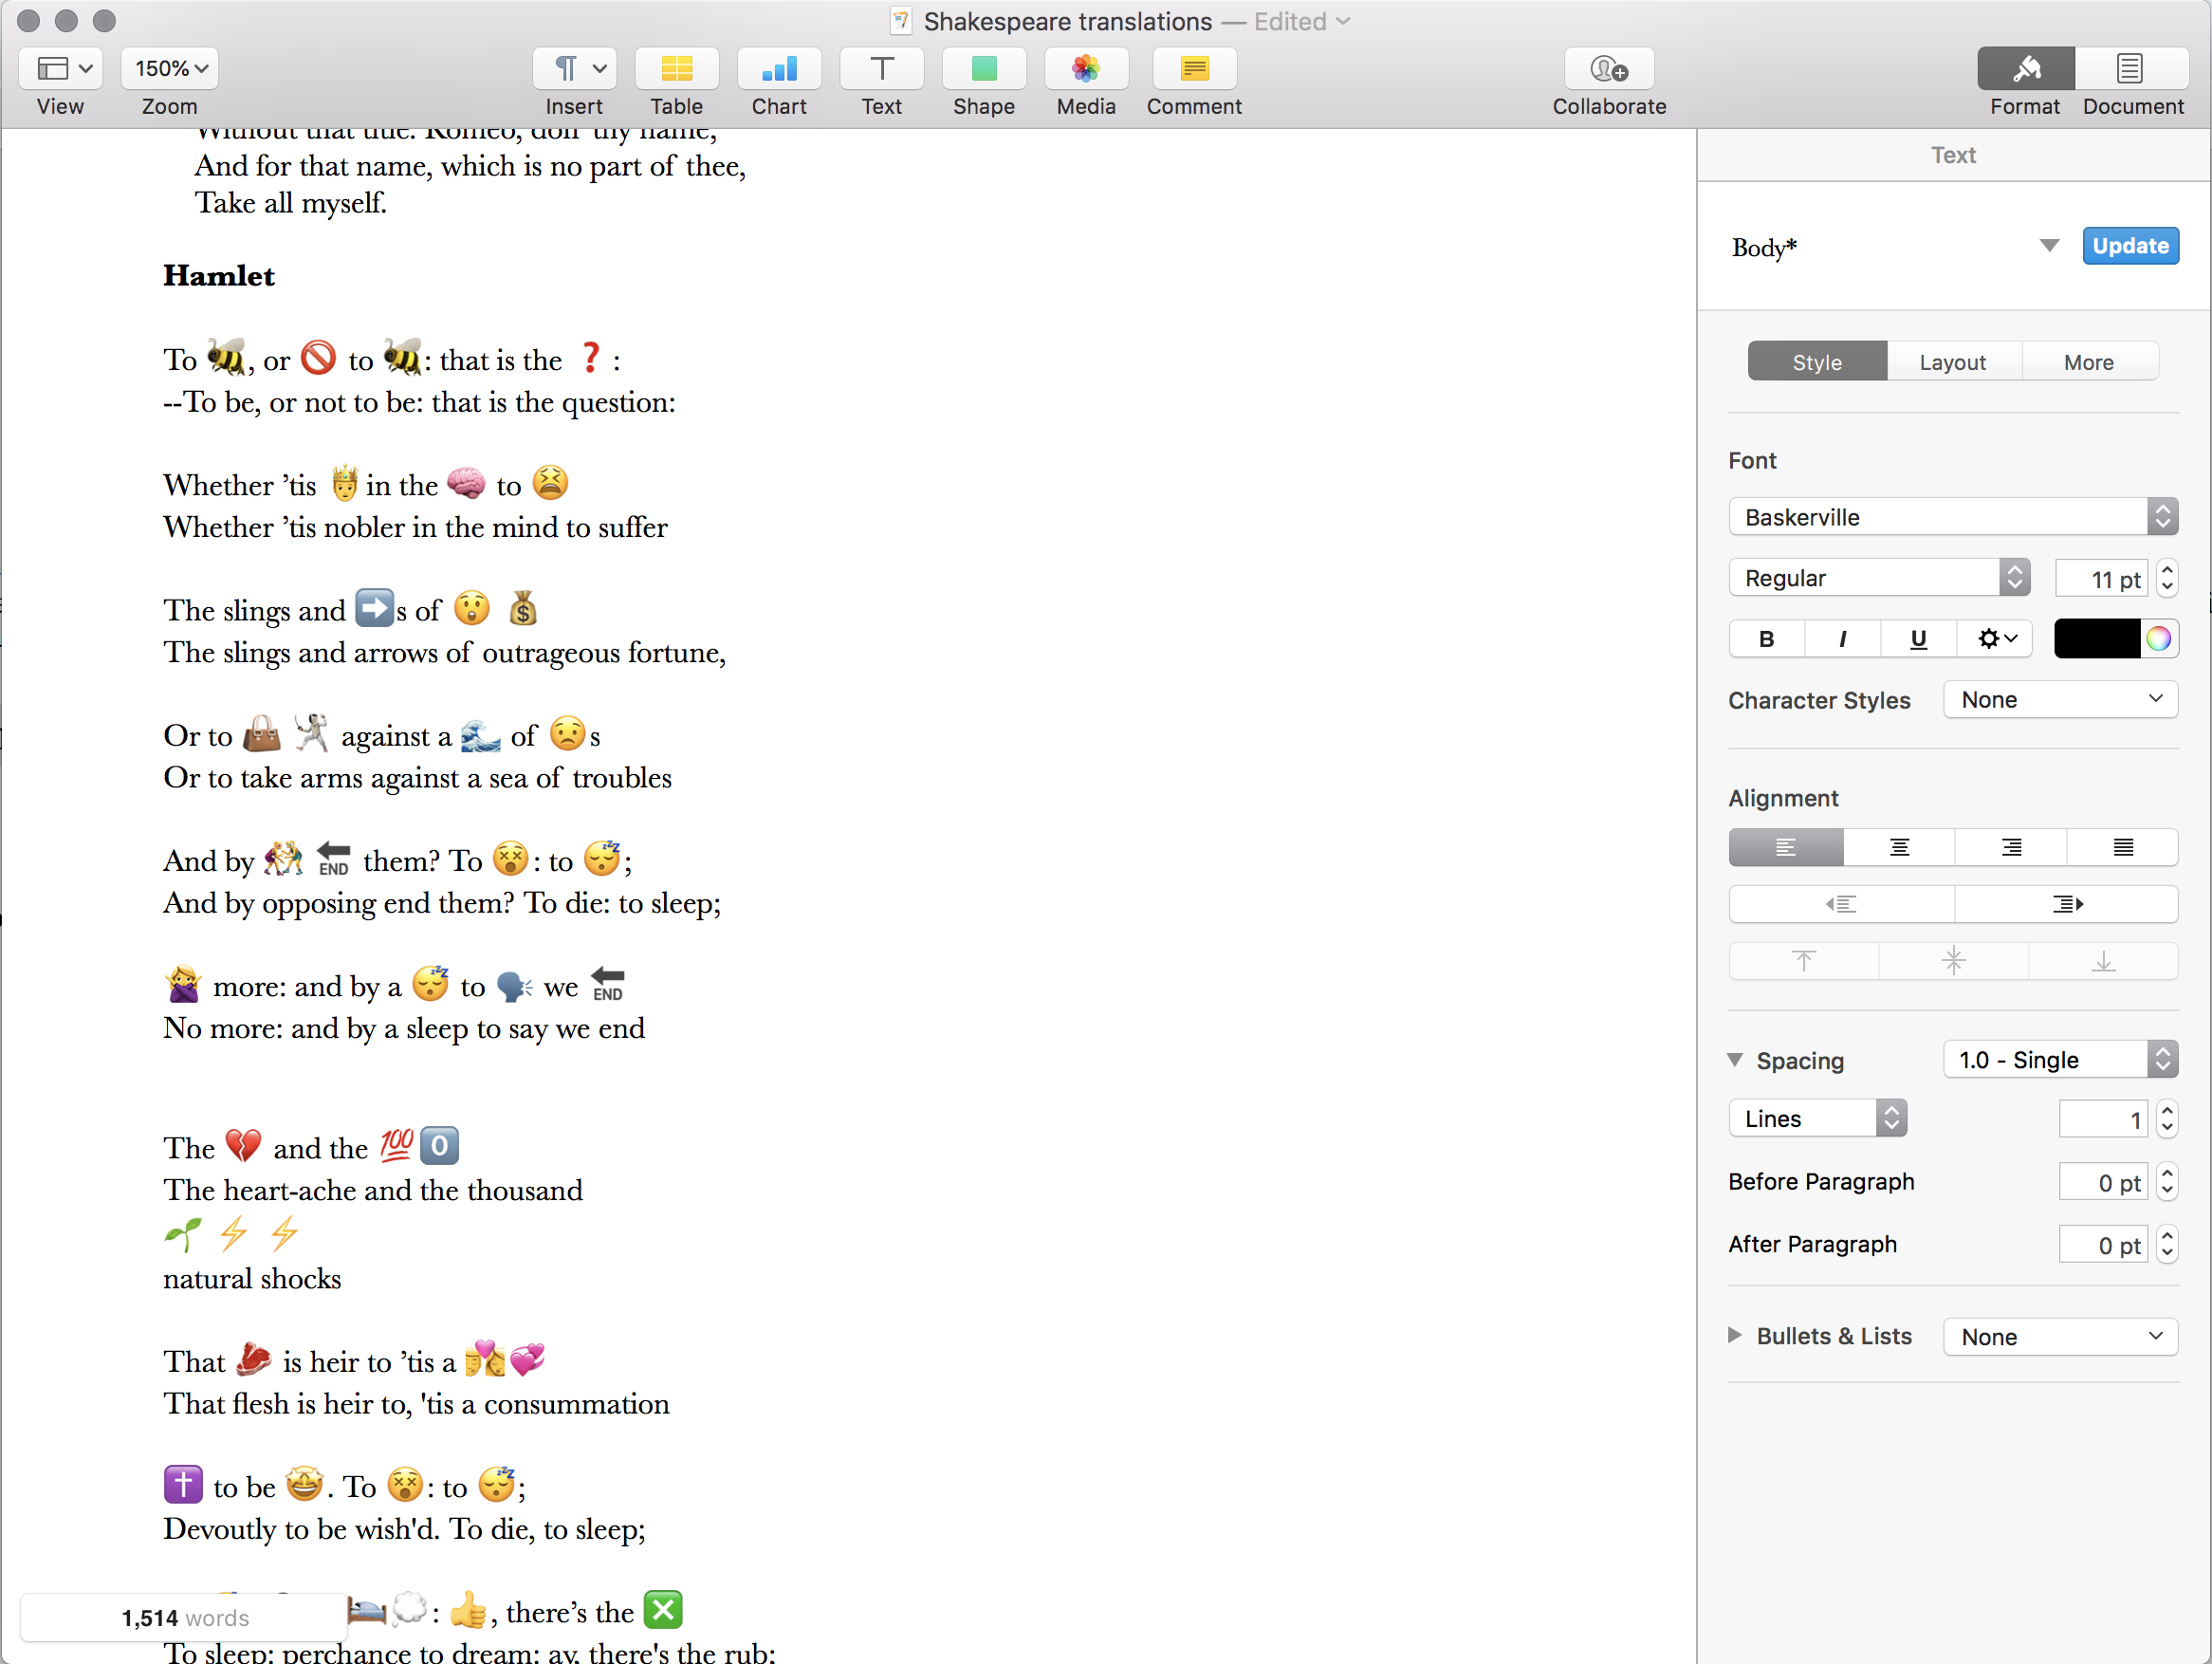 Shakespeare translations — Edited
150%
View Zoom Insert Table Chart Text Shape Media Comment Collaborate Format Document
Without that title. Romeo, doff thy name,
And for that name, which is no part of thee,
Take all myself.
Hamlet
To 🐝, or 🚫 to 🐝: that is the ❓ :
--To be, or not to be: that is the question:
Whether ’tis 🤴 in the 🧠 to 😫
Whether ’tis nobler in the mind to suffer
The slings and ➡️s of 😲 💰
The slings and arrows of outrageous fortune,
Or to 👜 🤺 against a 🌊 of 😟s
Or to take arms against a sea of troubles
And by 🤼 🔚 them? To 😵: to 😴;
And by opposing end them? To die: to sleep;
🙅 more: and by a 😴 to 🗣 we 🔚
No more: and by a sleep to say we end
The 💔 and the 💯0️⃣
The heart-ache and the thousand
🌱 ⚡ ⚡
natural shocks
That 🥩 is heir to ’tis a 💏💞
That flesh is heir to, 'tis a consummation
✝️ to be 🤩. To 😵: to 😴;
Devoutly to be wish'd. To die, to sleep;
🛏💭: 👍, there’s the ❎
To sleep: perchance to dream: ay, there's the rub;
1,514 words
Text
Body*
Update
Style Layout More
Font
Baskerville
Regular 11 pt
B I U
Character Styles None
Alignment
Spacing 1.0 - Single
Lines 1
Before Paragraph 0 pt
After Paragraph 0 pt
Bullets & Lists None